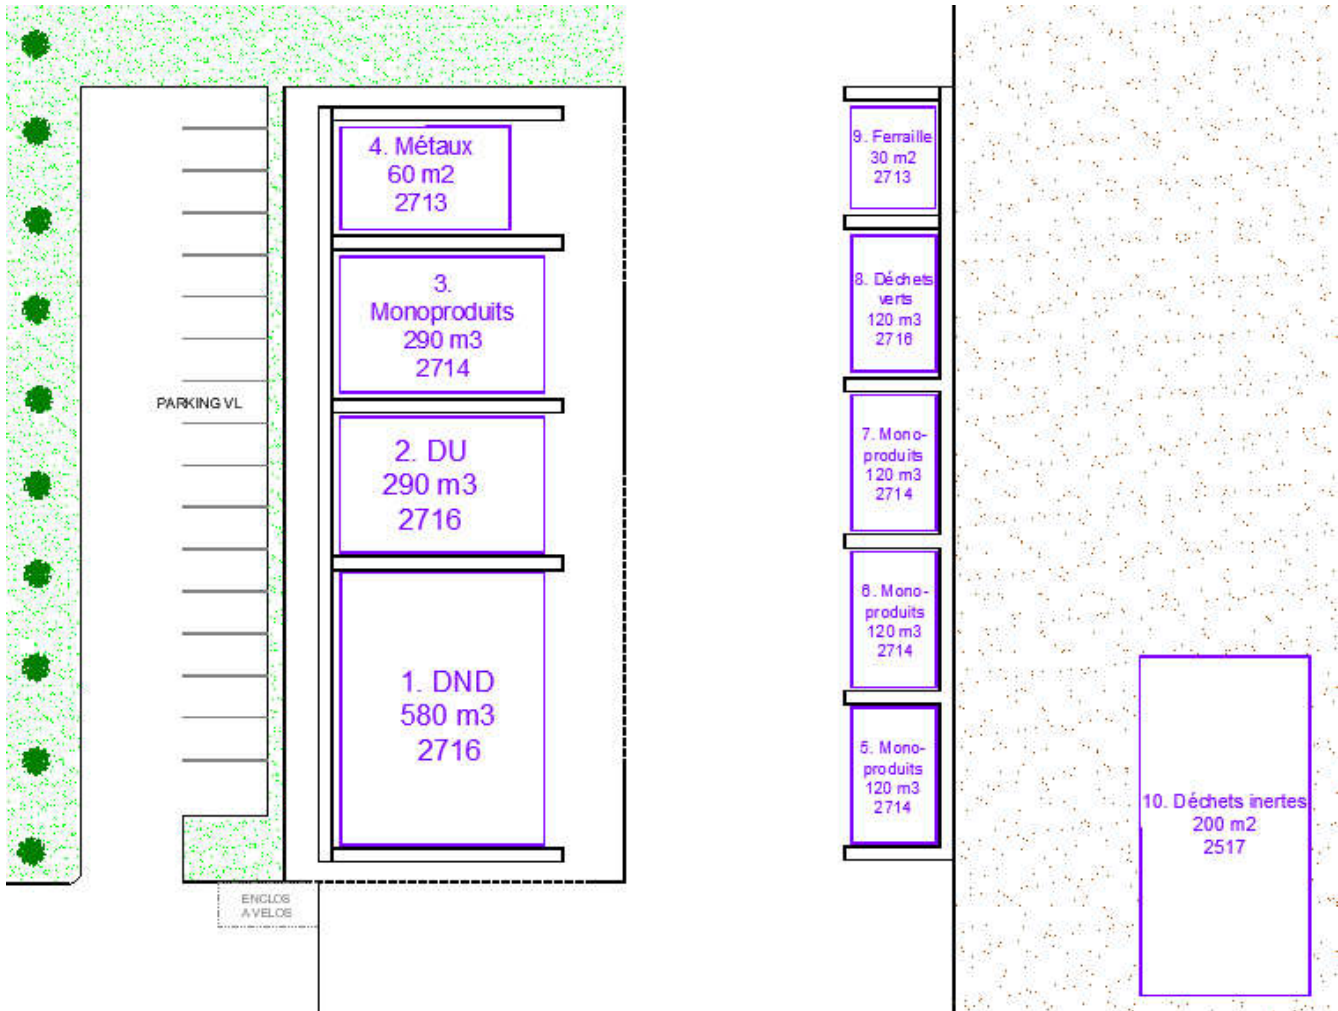 PARKING VL
ENCLOS
A VELOS
4. Métaux
60 m2
2713
3.
Monoproduits
290 m3
2714
2. DU
290 m3
2716
1. DND
580 m3
2716
9. Ferraille
30 m2
2713
8. Déchets
verts
120 m3
2716
7. Mono-
produits
120 m3
2714
6. Mono-
produits
120 m3
2714
5. Mono-
produits
120 m3
2714
10. Déchets inertes
200 m2
2517